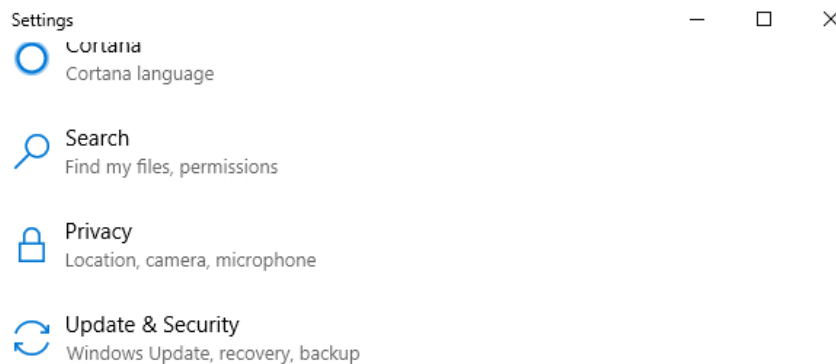 Settings
Cortana
Cortana language
Search
Find my files, permissions
Privacy
Location, camera, microphone
Update & Security
Windows Update, recovery, backup